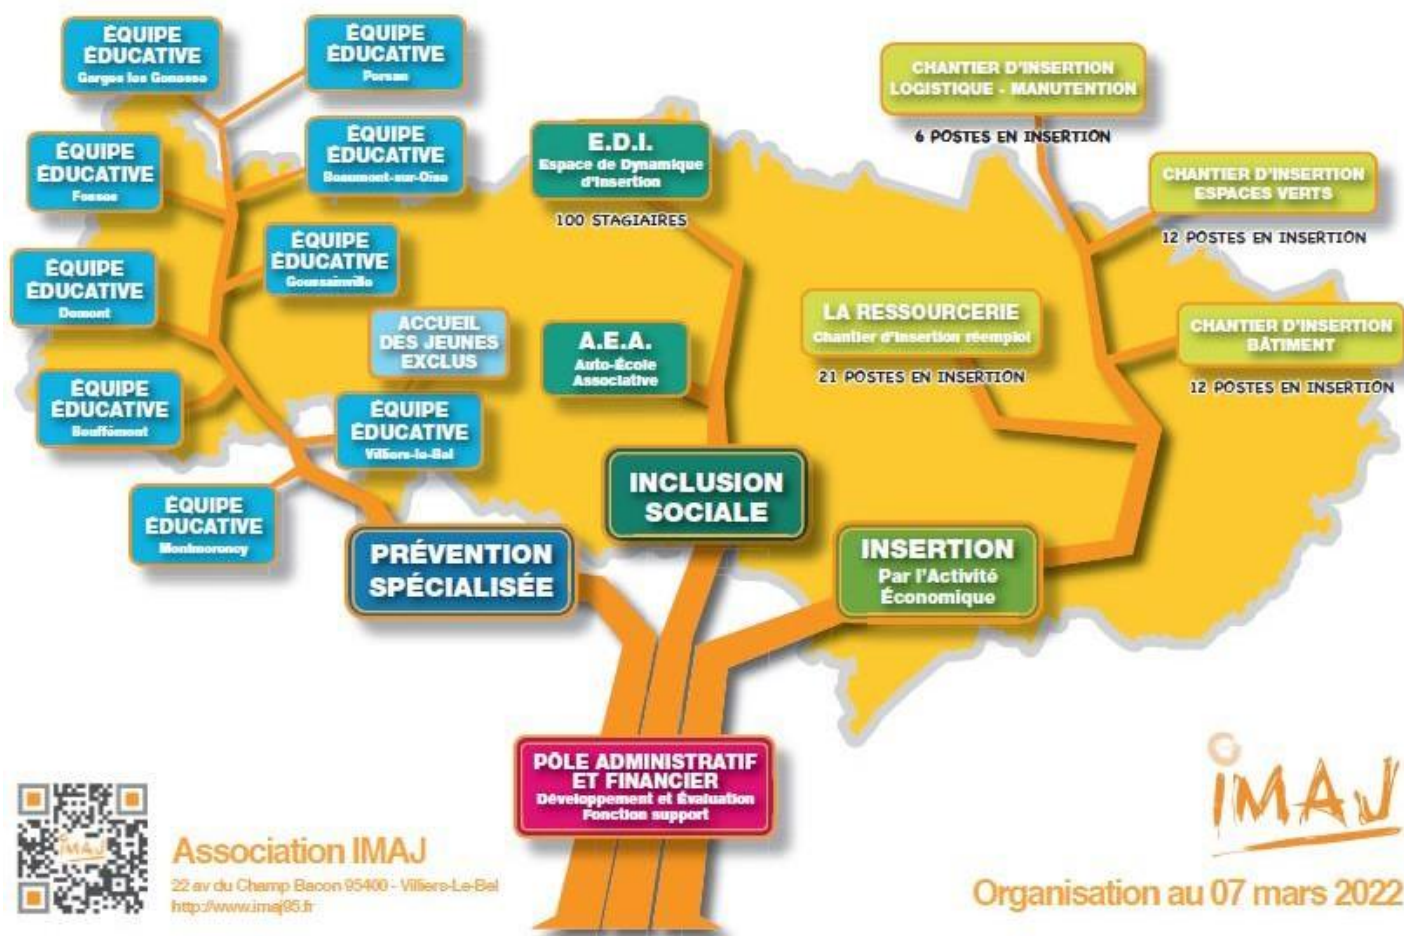 ÉQUIPE
ÉDUCATIVE
Garges les Gonesse
ÉQUIPE
ÉDUCATIVE
Persan
ÉQUIPE
ÉDUCATIVE
Fosses
ÉQUIPE
ÉDUCATIVE
Beaumont-sur-Oise
ÉQUIPE
ÉDUCATIVE
Domont
ÉQUIPE
ÉDUCATIVE
Goussainville
ACCUEIL
DES JEUNES
EXCLUS
ÉQUIPE
ÉDUCATIVE
Bouffémont
ÉQUIPE
ÉDUCATIVE
Villiers-le-Bel
ÉQUIPE
ÉDUCATIVE
Montmorency
PRÉVENTION
SPÉCIALISÉE
E.D.I.
Espace de Dynamique
d'Insertion
100 STAGIAIRES
A.E.A.
Auto-École
Associative
INCLUSION
SOCIALE
CHANTIER D'INSERTION
LOGISTIQUE - MANUTENTION
6 POSTES EN INSERTION
CHANTIER D'INSERTION
ESPACES VERTS
12 POSTES EN INSERTION
LA RESSOURCERIE
Chantier d'Insertion réemploi
21 POSTES EN INSERTION
CHANTIER D'INSERTION
BÂTIMENT
12 POSTES EN INSERTION
INSERTION
Par l'Activité
Économique
PÔLE ADMINISTRATIF
ET FINANCIER
Développement et Évaluation
Fonction support
IMAJ
Association IMAJ
22 av du Champ Bacon 95400 - Villiers-Le-Bel
http://www.imaj95.fr
iMAJ
Organisation au 07 mars 2022